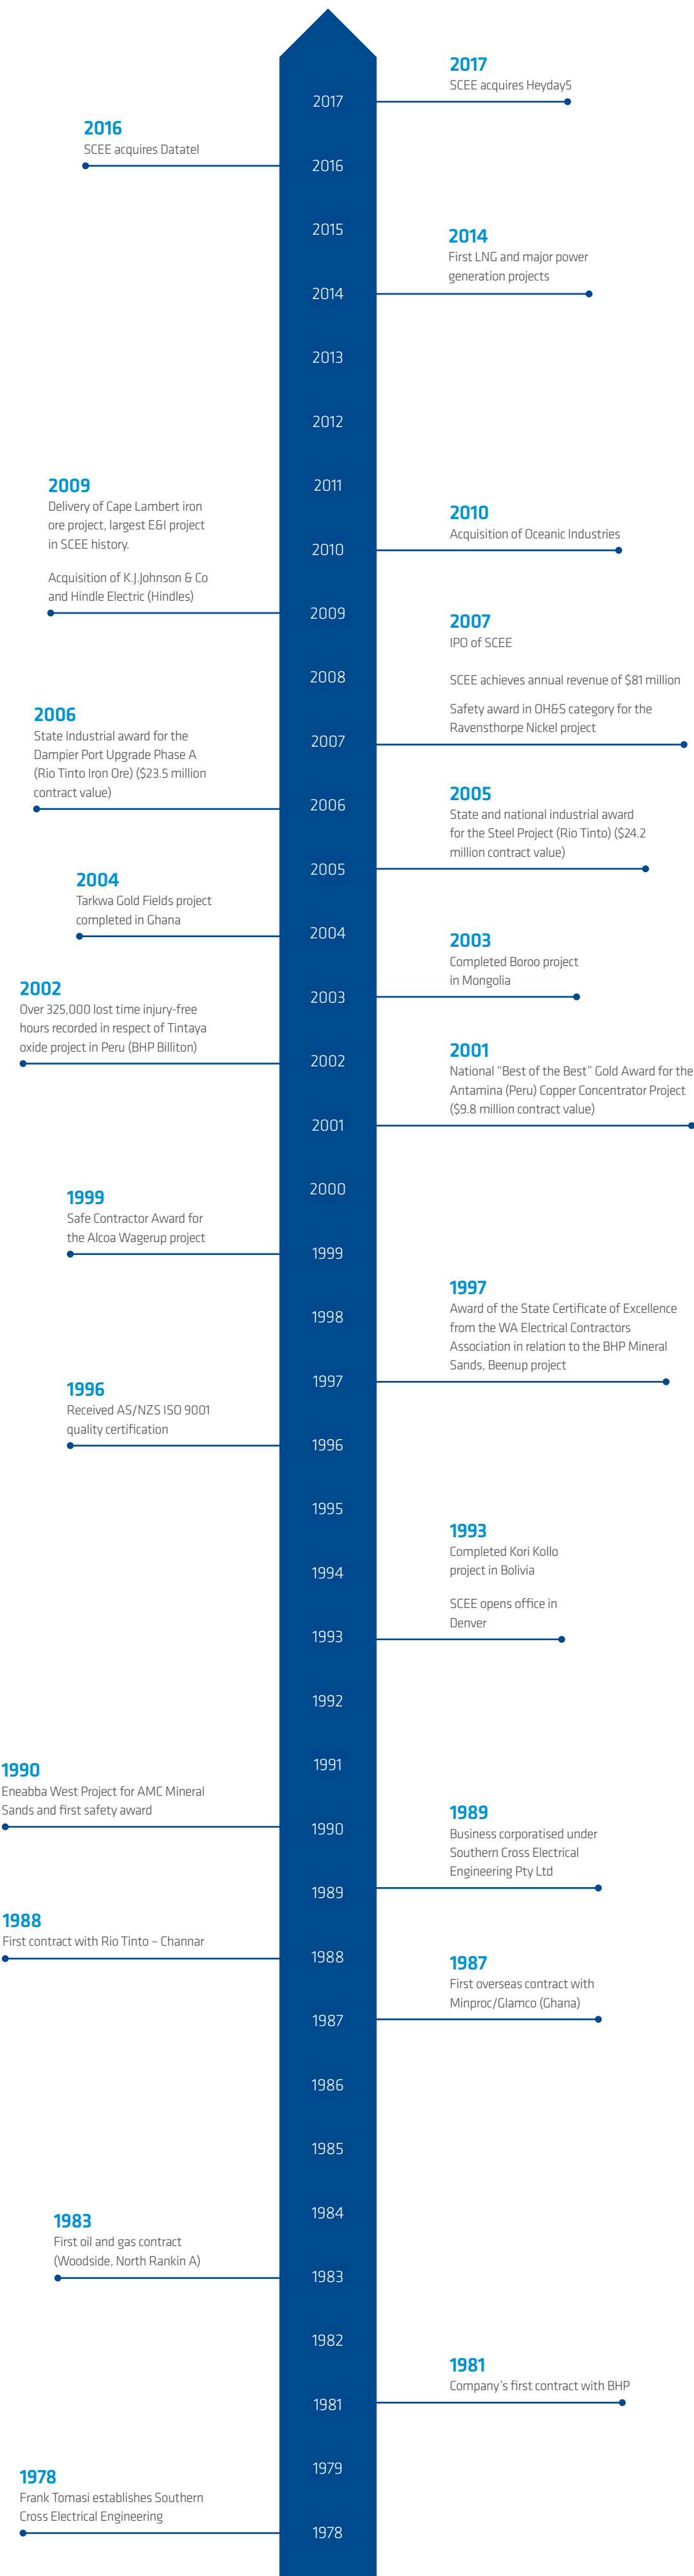 2017
SCEE acquires Heyday5
2017
2016
SCEE acquires Datatel
2016
2015
2014
First LNG and major power
generation projects
2014
2013
2012
2009
Delivery of Cape Lambert iron
ore project, largest E&I project
in SCEE history.
Acquisition of K.J.Johnson & Co
and Hindle Electric (Hindles)
2011
2010
Acquisition of Oceanic Industries
2010
2009
2007
IPO of SCEE
SCEE achieves annual revenue of $81 million
Safety award in OH&S category for the
Ravensthorpe Nickel project
2008
2006
State Industrial award for the
Dampier Port Upgrade Phase A
(Rio Tinto Iron Ore) ($23.5 million
contract value)
2007
2005
State and national industrial award
for the Steel Project (Rio Tinto) ($24.2
million contract value)
2006
2005
2004
Tarkwa Gold Fields project
completed in Ghana
2004
2003
Completed Boroo project
in Mongolia
2003
2002
Over 325,000 lost time injury-free
hours recorded in respect of Tintaya
oxide project in Peru (BHP Billiton)
2002
2001
National “Best of the Best” Gold Award for the
Antamina (Peru) Copper Concentrator Project
($9.8 million contract value)
2001
2000
1999
Safe Contractor Award for
the Alcoa Wagerup project
1999
1997
Award of the State Certificate of Excellence
from the WA Electrical Contractors
Association in relation to the BHP Mineral
Sands, Beenup project
1998
1997
1996
Received AS/NZS ISO 9001
quality certification
1996
1995
1993
Completed Kori Kollo
project in Bolivia
SCEE opens office in
Denver
1994
1993
1992
1991
1990
Eneabba West Project for AMC Mineral
Sands and first safety award
1990
1989
Business corporatised under
Southern Cross Electrical
Engineering Pty Ltd
1989
1988
First contract with Rio Tinto – Channar
1988
1987
First overseas contract with
Minproc/Glamco (Ghana)
1987
1986
1985
1984
1983
First oil and gas contract
(Woodside, North Rankin A)
1983
1982
1981
Company’s first contract with BHP
1981
1979
1978
Frank Tomasi establishes Southern
Cross Electrical Engineering
1978